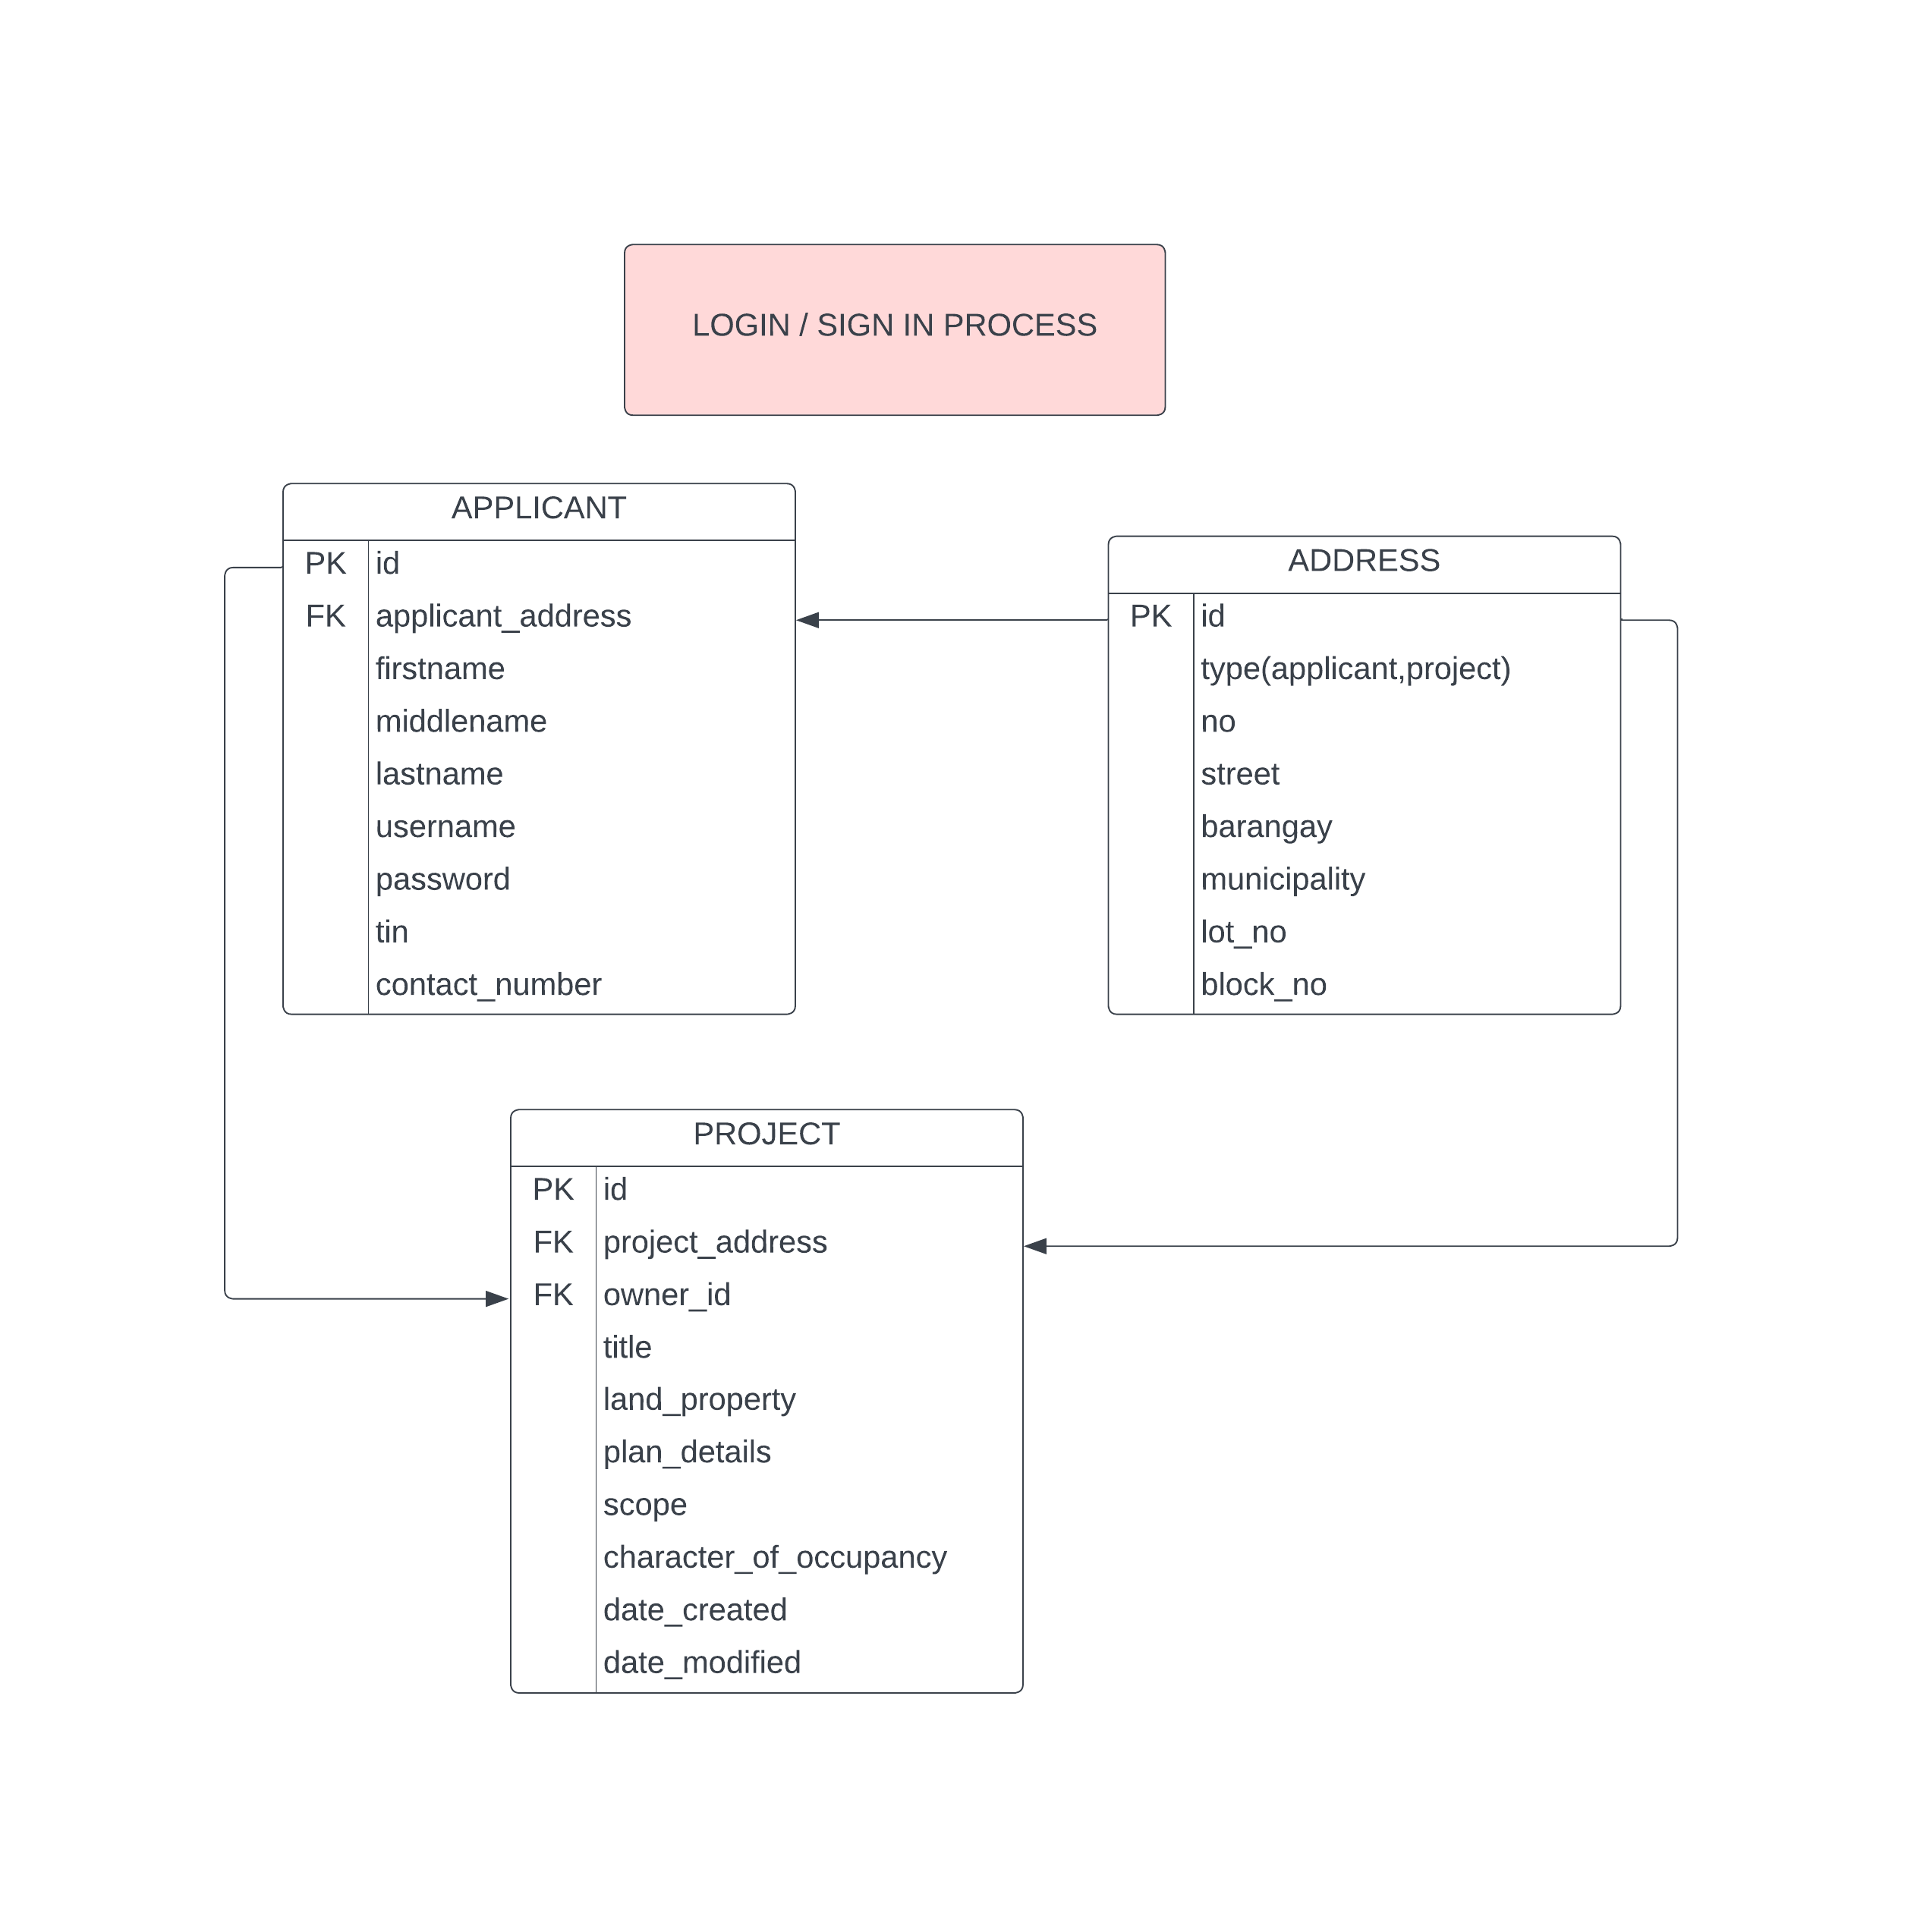 LOGIN / SIGN IN PROCESS
APPLICANT
PK id
FK applicant_address
firstname
middlename
lastname
username
password
tin
contact_number
ADDRESS
PK id
type(applicant,project)
no
street
barangay
municipality
lot_no
block_no
PROJECT
PK id
FK project_address
FK owner_id
title
land_property
plan_details
scope
character_of_occupancy
date_created
date_modified